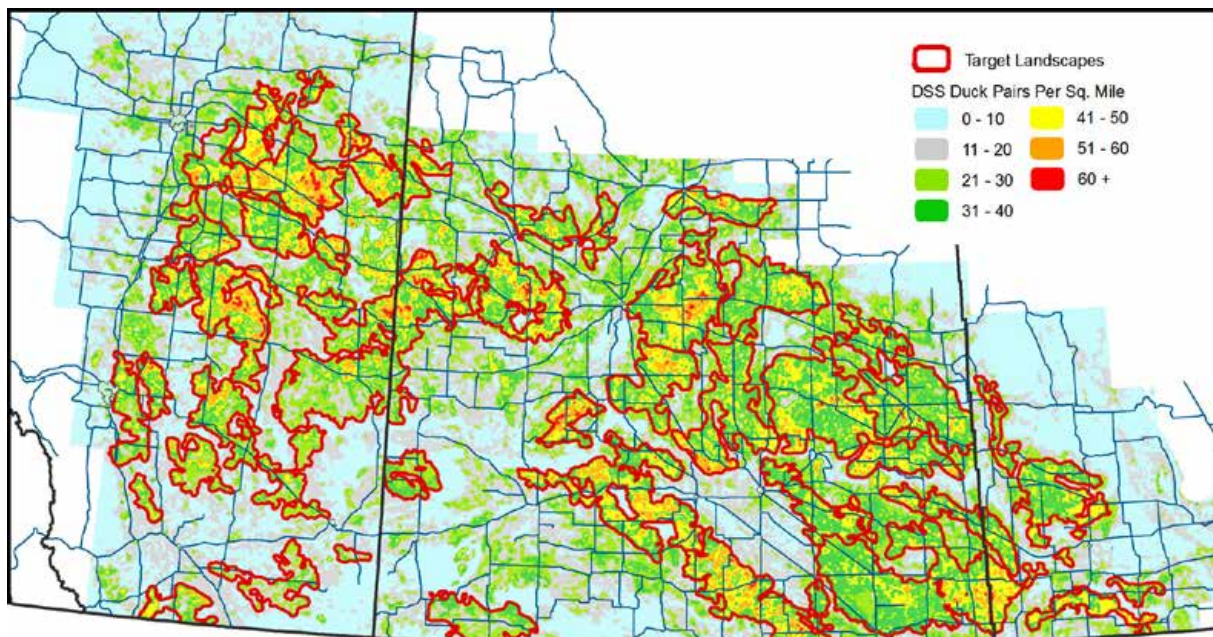 Target Landscapes
DSS Duck Pairs Per Sq. Mile
0 - 10
41 - 50
11 - 20
51 - 60
21 - 30
60 +
31 - 40